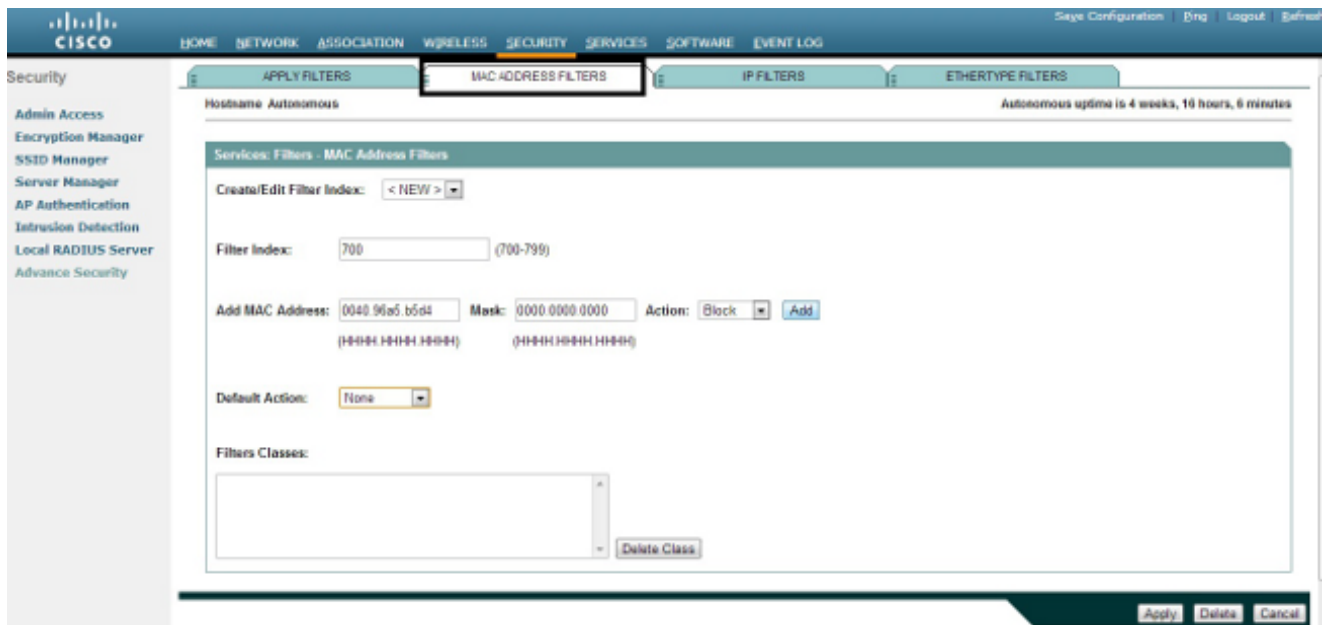 Save Configuration Ping Logout Refresh
CISCO
HOME NETWORK ASSOCIATION WIRELESS SECURITY SERVICES SOFTWARE EVENT LOG
Security
Admin Access
Encryption Manager
SSID Manager
Server Manager
AP Authentication
Intrusion Detection
Local RADIUS Server
Advance Security
APPLY FILTERS MAC ADDRESS FILTERS IP FILTERS ETHERTYPE FILTERS
Hostname Autonomous Autonomous uptime is 4 weeks, 16 hours, 6 minutes
Services: Filters - MAC Address Filters
Create/Edit Filter Index: < NEW >
Filter Index: 700 (700-799)
Add MAC Address: 0040.96a5.b5d4 Mask: 0000.0000.0000 Action: Block Add
(HHHH.HHHH.HHHH) (HHHH.HHHH.HHHH)
Default Action: None
Filters Classes:
Delete Class
Apply Delete Cancel